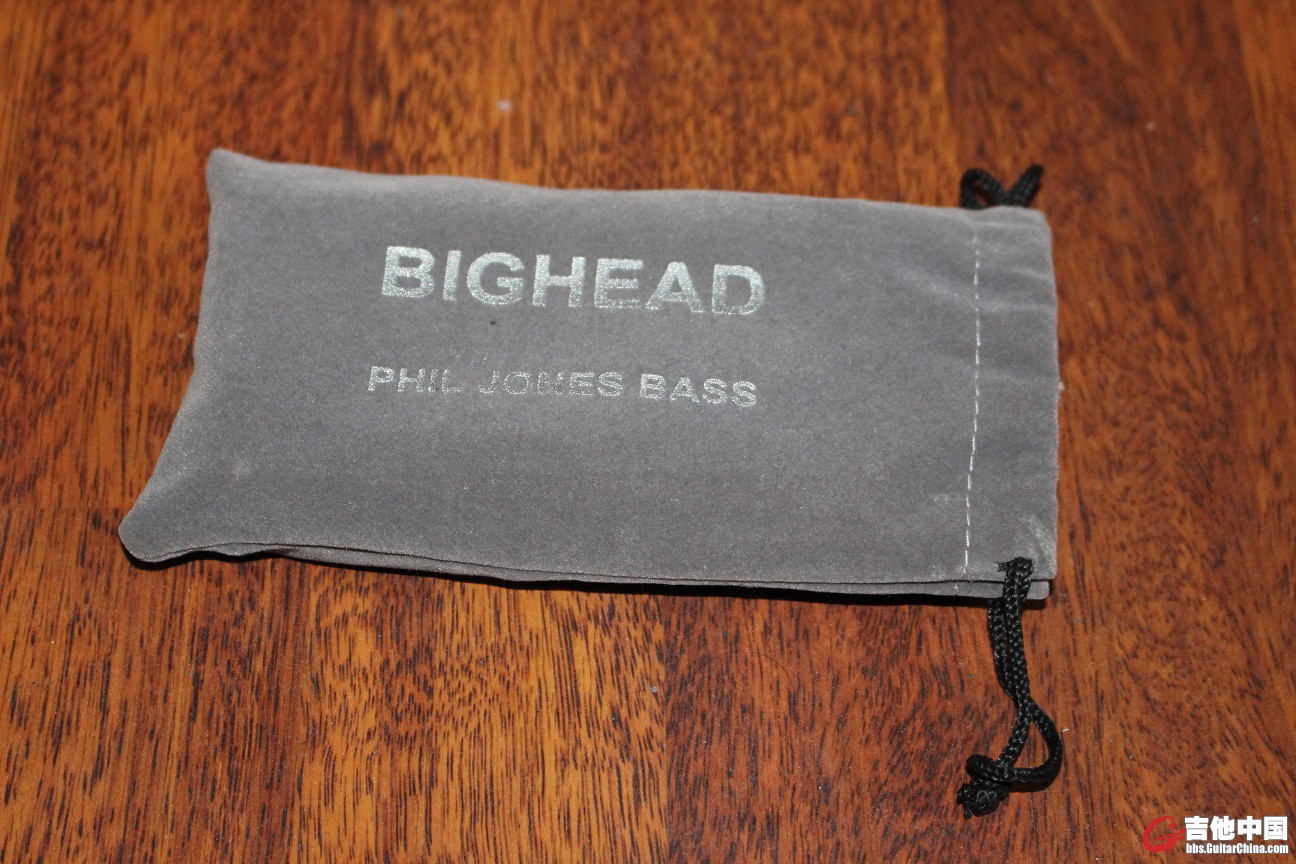 BIGHEAD
PHIL JONES BASS
吉他中国
bbs.GuitarChina.com